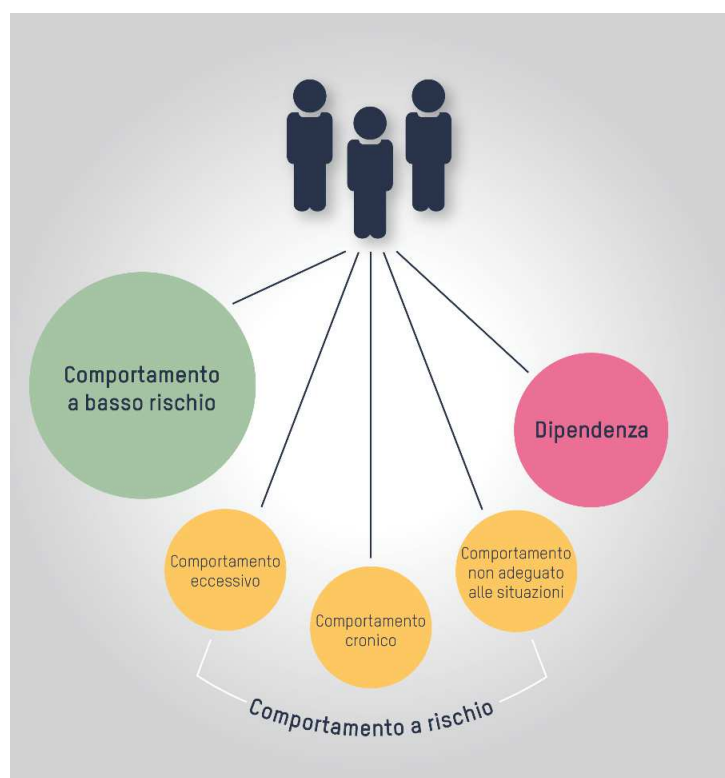 Comportamento
a basso rischio
Dipendenza
Comportamento
eccessivo
Comportamento
cronico
Comportamento
non adeguato
alle situazioni
Comportamento a rischio